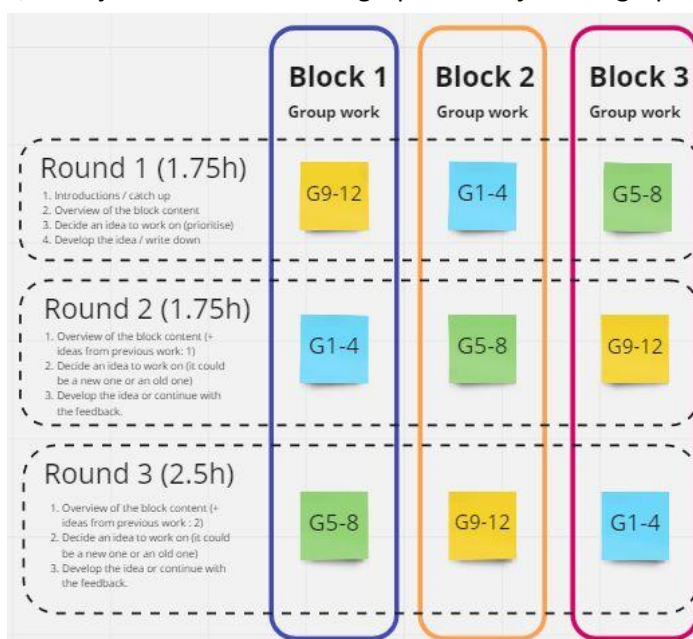 Block 1 Block 2 Block 3
Group work Group work Group work
Round 1 (1.75h)
1. Introductions / catch up
2. Overview of the block content
3. Decide an idea to work on (prioritise)
4. Develop the idea / write down
G9-12 G1-4 G5-8
Round 2 (1.75h)
1. Overview of the block content (+
ideas from previous work: 1)
2. Decide an idea to work on (it could
be a new one or an old one)
3. Develop the idea or continue with
the feedback.
G1-4 G5-8 G9-12
Round 3 (2.5h)
1. Overview of the block content (+
ideas from previous work : 2)
2. Decide an idea to work on (it could
be a new one or an old one)
3. Develop the idea or continue with
the feedback.
G5-8 G9-12 G1-4